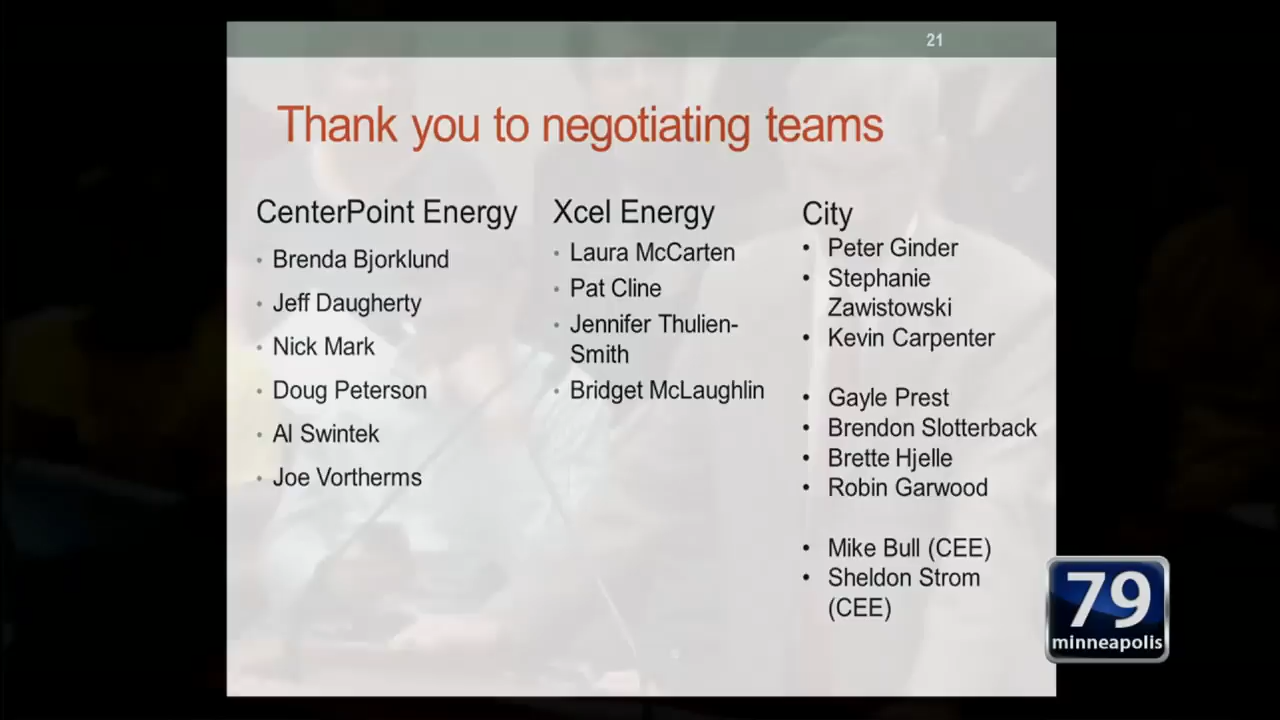 21
Thank you to negotiating teams
CenterPoint Energy
• Brenda Bjorklund
• Jeff Daugherty
• Nick Mark
• Doug Peterson
• Al Swintek
• Joe Vortherms
Xcel Energy
• Laura McCarten
• Pat Cline
• Jennifer Thulien-
Smith
• Bridget McLaughlin
City
• Peter Ginder
• Stephanie
Zawistowski
• Kevin Carpenter
• Gayle Prest
• Brendon Slotterback
• Brette Hjelle
• Robin Garwood
• Mike Bull (CEE)
• Sheldon Strom
(CEE)
79
minneapolis